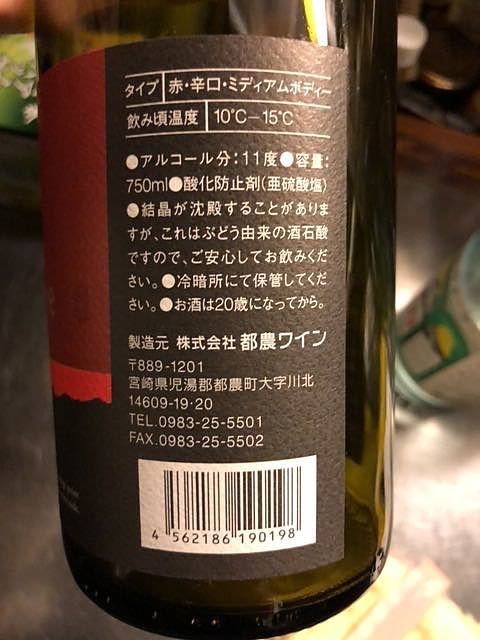 タイプ 赤・辛口・ミディアムボディー
飲み頃温度 10℃−15℃
●アルコール分:11度●容量:
750ml●酸化防止剤(亜硫酸塩)
●結晶が沈殿することがありま
すが、これはぶどう由来の酒石酸
ですので、ご安心してお飲みくだ
さい。●冷暗所にて保管してくだ
さい。●お酒は20歳になってから。
製造元 株式会社 都農ワイン
〒889-1201
宮崎県児湯郡都農町大字川北
14609-19・20
TEL.0983-25-5501
FAX.0983-25-5502
4 562186 190198